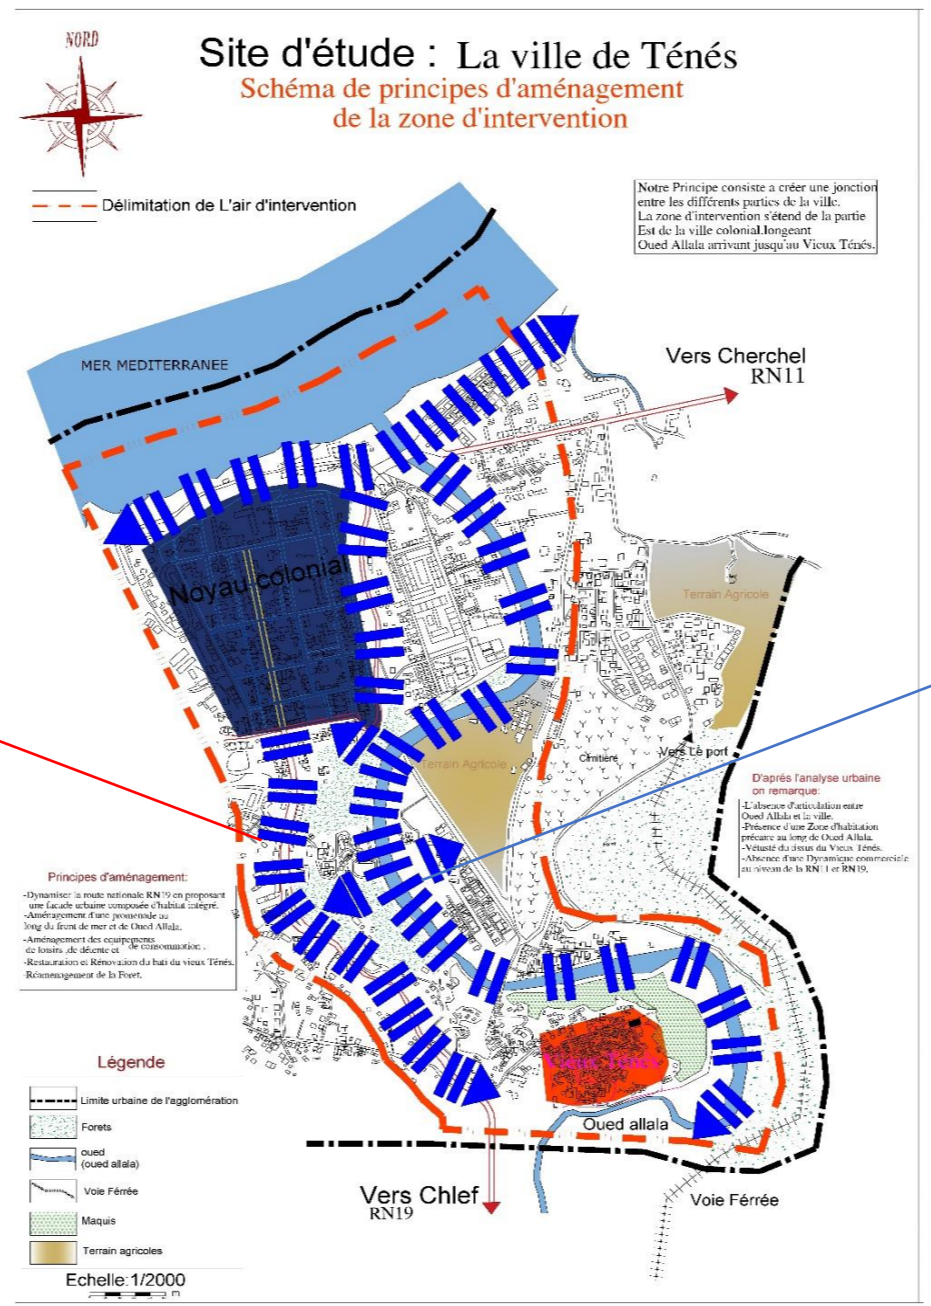 NORD
Site d'étude : La ville de Ténés
Schéma de principes d'aménagement
de la zone d'intervention
Délimitation de L'air d'intervention
Notre Principe consiste a créer une jonction
entre les différents parties de la ville.
La zone d'intervention s'étend de la partie
Est de la ville colonial.longeant
Oued Allala arrivant jusqu'au Vieux Ténés.
MER MEDITERRANEE
Vers Cherchel
RN11
Noyau colonial
Terrain Agricole
Terrain Agricole
Cimitière
Vers Le port
D'aprés l'analyse urbaine
on remarque:
-L'absence d'articulation entre
Oued Allala et la ville.
-Présence d'une Zone d'habitation
précaire au long de Oued Allala.
-Vétusté du tissus du Vieux Ténés.
-Absence d'une Dynamique commerciale
au niveau de la RN11 et RN19.
Principes d'aménagement:
-Dynamiser la route nationale RN19 en proposant
une facade urbaine composée d'habitat intégré.
-Aménagement d'une promenade au
long du front de mer et de Oued Allala.
-Aménagement des equipements
de loisirs ,de détente et de consommation .
-Restauration et Rénovation du bati du vieux Ténés.
-Réamenagement de la Foret.
Vieux Ténés
Oued allala
Vers Chlef
RN19
Voie Férrée
Légende
Limite urbaine de l'agglomération
Forets
oued
(oued allala)
Voie Férrée
Maquis
Terrain agricoles
Echelle:1/2000